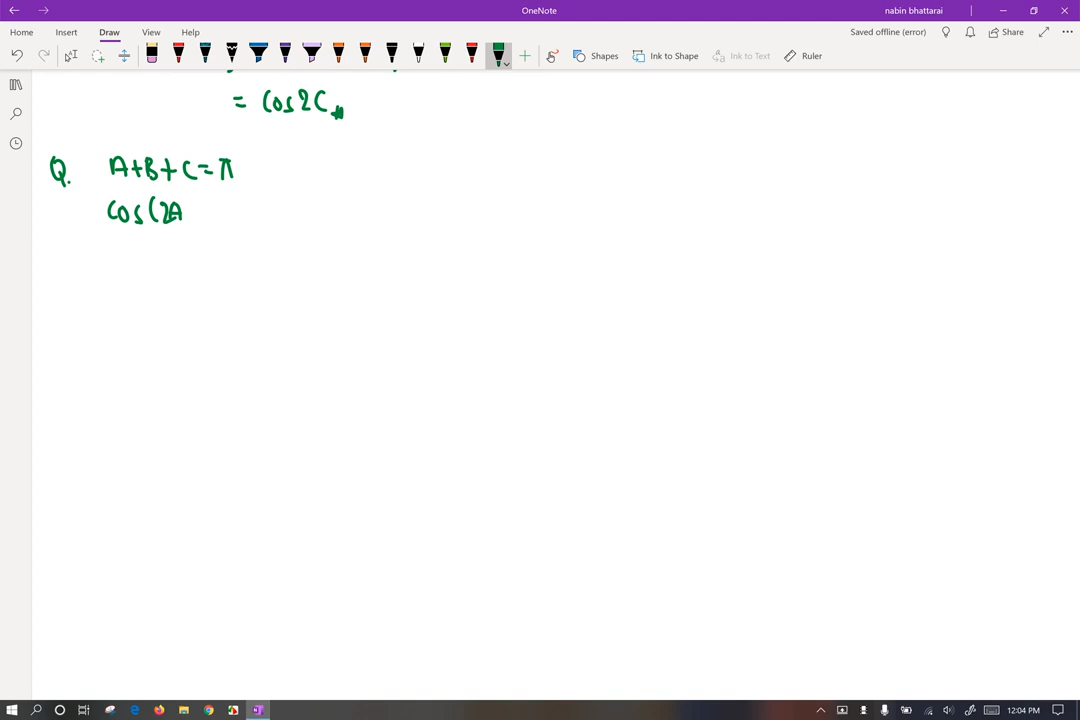 OneNote
nabin bhattarai
Home Insert Draw View Help
Saved offline (error)
Share
Shapes
Ink to Shape
Ink to Text
Ruler
= Cos2C
Q. A+B+C=π
Cos(2A
12:04 PM